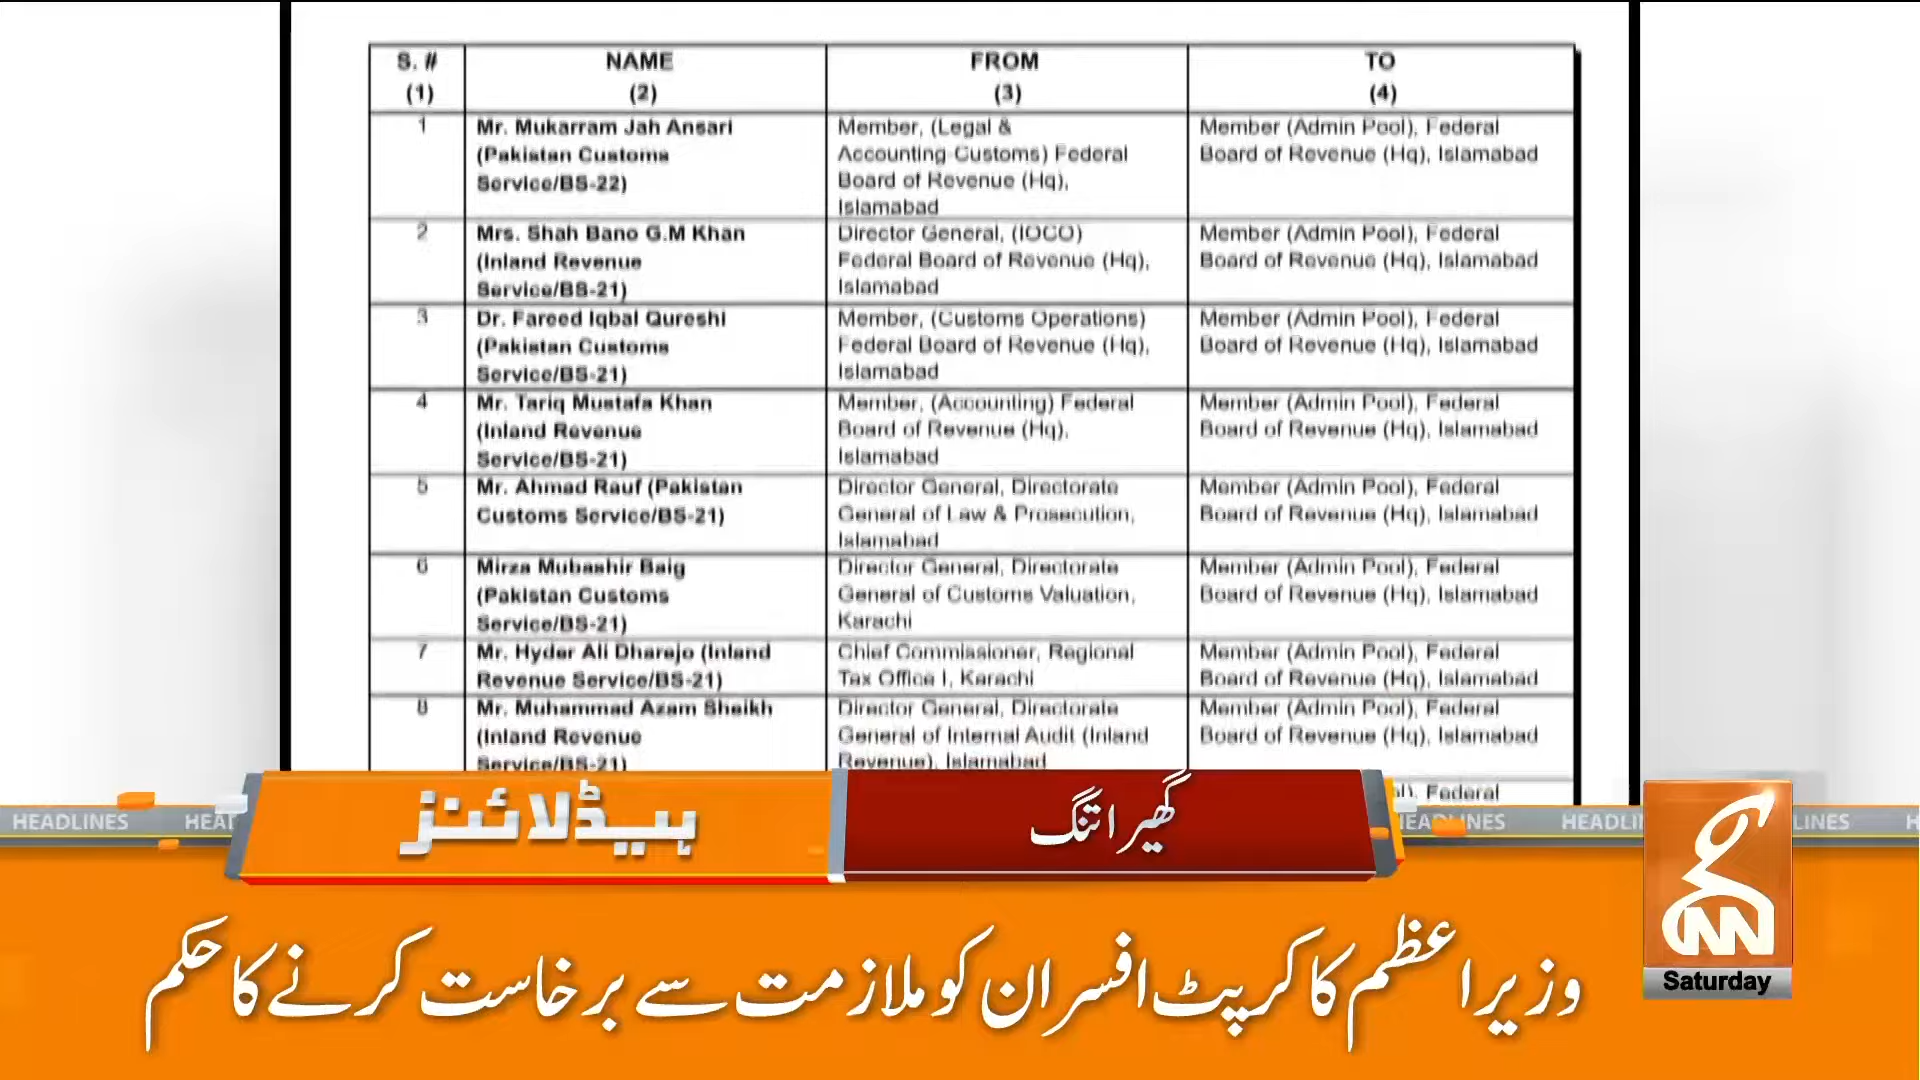 S. # NAME FROM TO
(1) (2) (3) (4)
1 Mr. Mukarram Jah Ansari (Pakistan Customs Service/BS-22) Member, (Legal & Accounting Customs) Federal Board of Revenue (Hq), Islamabad Member (Admin Pool), Federal Board of Revenue (Hq), Islamabad
2 Mrs. Shah Bano G.M Khan (Inland Revenue Service/BS-21) Director General, (IOCO) Federal Board of Revenue (Hq), Islamabad Member (Admin Pool), Federal Board of Revenue (Hq), Islamabad
3 Dr. Fareed Iqbal Qureshi (Pakistan Customs Service/BS-21) Member, (Customs Operations) Federal Board of Revenue (Hq), Islamabad Member (Admin Pool), Federal Board of Revenue (Hq), Islamabad
4 Mr. Tariq Mustafa Khan (Inland Revenue Service/BS-21) Member, (Accounting) Federal Board of Revenue (Hq), Islamabad Member (Admin Pool), Federal Board of Revenue (Hq), Islamabad
5 Mr. Ahmad Rauf (Pakistan Customs Service/BS-21) Director General, Directorate General of Law & Prosecution, Islamabad Member (Admin Pool), Federal Board of Revenue (Hq), Islamabad
6 Mirza Mubashir Baig (Pakistan Customs Service/BS-21) Director General, Directorate General of Customs Valuation, Karachi Member (Admin Pool), Federal Board of Revenue (Hq), Islamabad
7 Mr. Hyder Ali Dharejo (Inland Revenue Service/BS-21) Chief Commissioner, Regional Tax Office I, Karachi Member (Admin Pool), Federal Board of Revenue (Hq), Islamabad
8 Mr. Muhammad Azam Sheikh (Inland Revenue Service/BS-21) Director General, Directorate General of Internal Audit (Inland Revenue), Islamabad Member (Admin Pool), Federal Board of Revenue (Hq), Islamabad
Federal
HEADLINES
ہیڈلائنز
گھیرا تنگ
HEADLINES
GNN
Saturday
وزیراعظم کا کرپٹ افسران کو ملازمت سے برخاست کرنے کا حکم